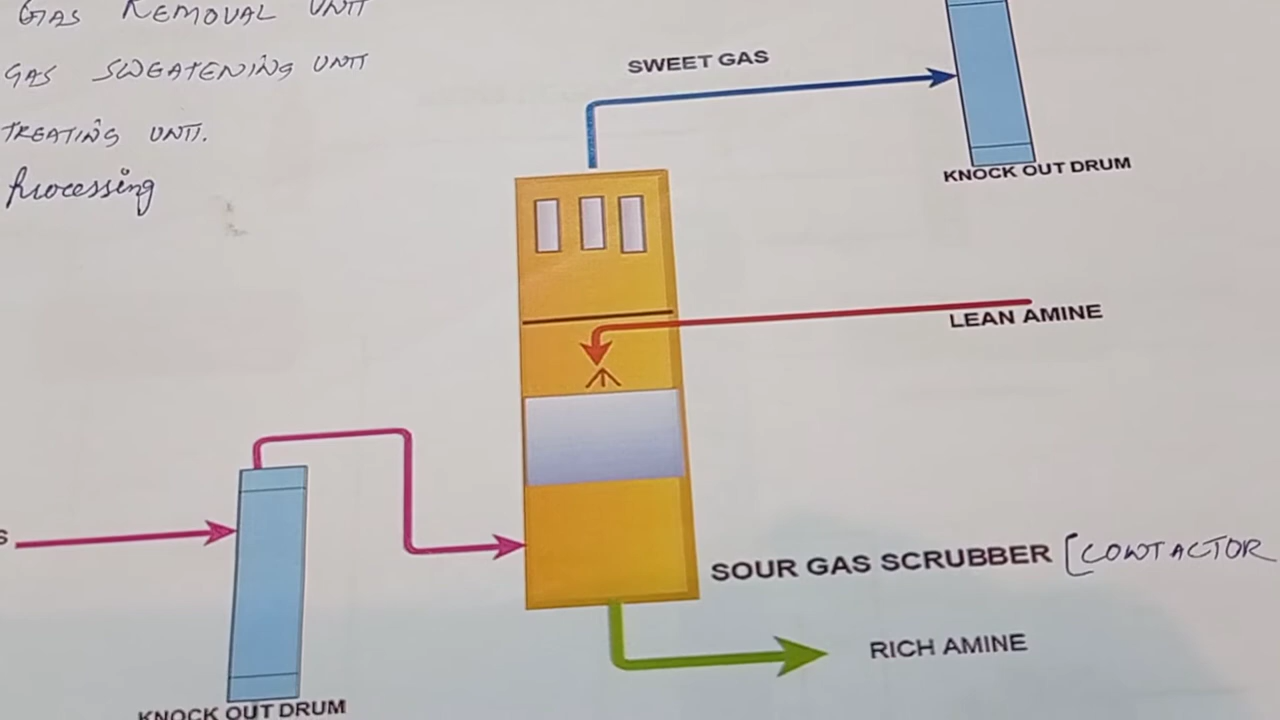 GAS REMOVAL UNIT
GAS SWEATENING UNIT
TREATING UNIT.
Processing
SWEET GAS
KNOCK OUT DRUM
LEAN AMINE
S
SOUR GAS SCRUBBER [CONTACTOR
RICH AMINE
KNOCK OUT DRUM